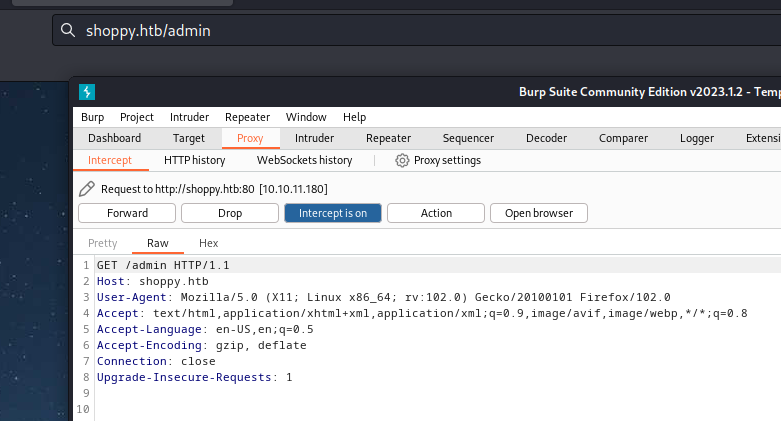 shoppy.htb/admin
Burp Suite Community Edition v2023.1.2 - Temp
Burp Project Intruder Repeater Window Help
Dashboard Target Proxy Intruder Repeater Sequencer Decoder Comparer Logger Extensi
Intercept HTTP history WebSockets history Proxy settings
Request to http://shoppy.htb:80 [10.10.11.180]
Forward Drop Intercept is on Action Open browser
Pretty Raw Hex
1 GET /admin HTTP/1.1
2 Host: shoppy.htb
3 User-Agent: Mozilla/5.0 (X11; Linux x86_64; rv:102.0) Gecko/20100101 Firefox/102.0
4 Accept: text/html,application/xhtml+xml,application/xml;q=0.9,image/avif,image/webp,*/*;q=0.8
5 Accept-Language: en-US,en;q=0.5
6 Accept-Encoding: gzip, deflate
7 Connection: close
8 Upgrade-Insecure-Requests: 1
9
10